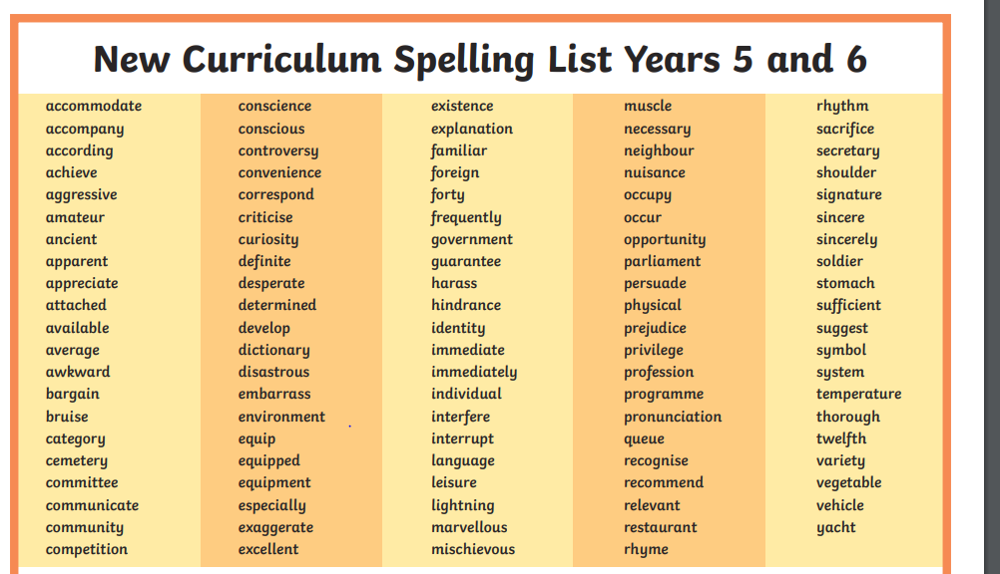 New Curriculum Spelling List Years 5 and 6
accommodate
accompany
according
achieve
aggressive
amateur
ancient
apparent
appreciate
attached
available
average
awkward
bargain
bruise
category
cemetery
committee
communicate
community
competition
conscience
conscious
controversy
convenience
correspond
criticise
curiosity
definite
desperate
determined
develop
dictionary
disastrous
embarrass
environment
equip
equipped
equipment
especially
exaggerate
excellent
existence
explanation
familiar
foreign
forty
frequently
government
guarantee
harass
hindrance
identity
immediate
immediately
individual
interfere
interrupt
language
leisure
lightning
marvellous
mischievous
muscle
necessary
neighbour
nuisance
occupy
occur
opportunity
parliament
persuade
physical
prejudice
privilege
profession
programme
pronunciation
queue
recognise
recommend
relevant
restaurant
rhyme
rhythm
sacrifice
secretary
shoulder
signature
sincere
sincerely
soldier
stomach
sufficient
suggest
symbol
system
temperature
thorough
twelfth
variety
vegetable
vehicle
yacht